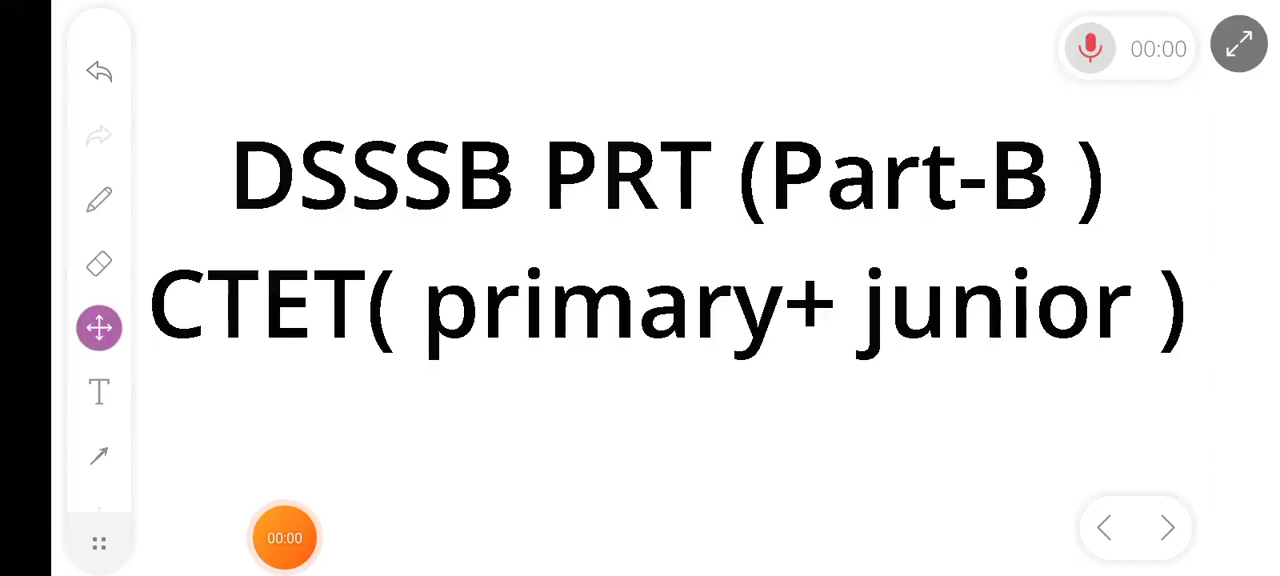 00:00
DSSSB PRT (Part-B )
CTET( primary+ junior )
T
00:00